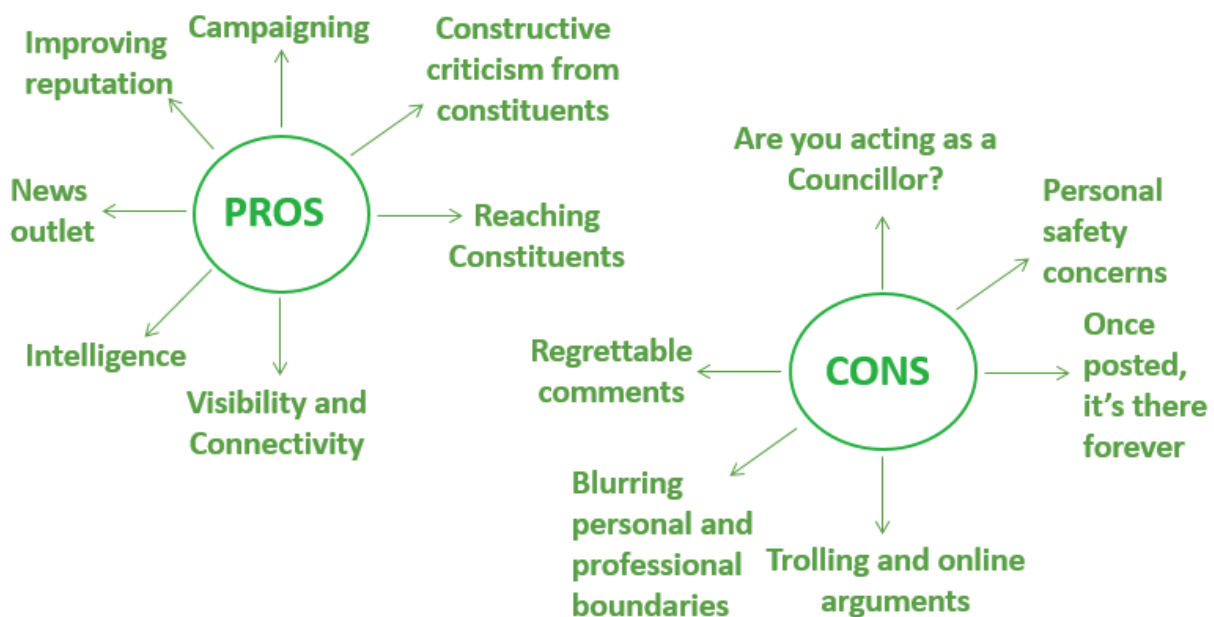 PROS
Campaigning
Constructive
criticism from
constituents
Reaching
Constituents
Visibility and
Connectivity
Intelligence
News
outlet
Improving
reputation
CONS
Are you acting as a
Councillor?
Personal
safety
concerns
Once
posted,
it’s there
forever
Trolling and online
arguments
Blurring
personal and
professional
boundaries
Regrettable
comments